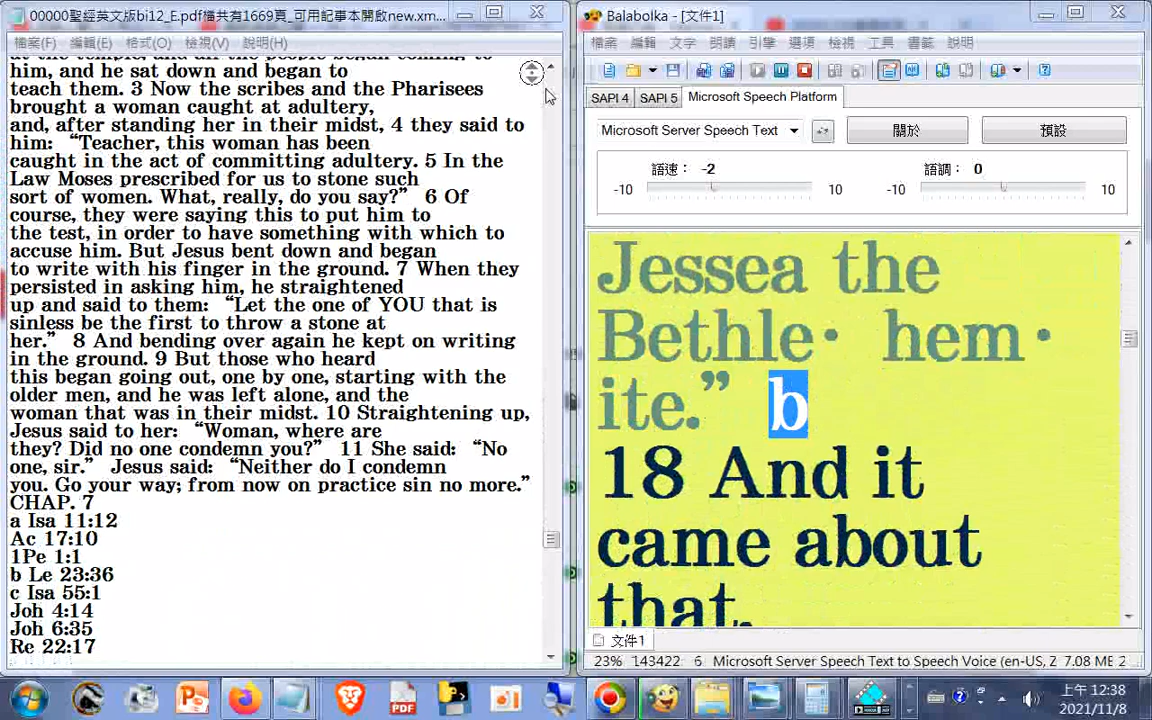 00000聖經英文版bi12_E.pdf檔共有1669頁_可用記事本開啟new.xm...
檔案(F) 編輯(E) 格式(O) 檢視(V) 說明(H)
him, and he sat down and began to
teach them. 3 Now the scribes and the Pharisees
brought a woman caught at adultery,
and, after standing her in their midst, 4 they said to
him: “Teacher, this woman has been
caught in the act of committing adultery. 5 In the
Law Moses prescribed for us to stone such
sort of women. What, really, do you say?” 6 Of
course, they were saying this to put him to
the test, in order to have something with which to
accuse him. But Jesus bent down and began
to write with his finger in the ground. 7 When they
persisted in asking him, he straightened
up and said to them: “Let the one of YOU that is
sinless be the first to throw a stone at
her.” 8 And bending over again he kept on writing
in the ground. 9 But those who heard
this began going out, one by one, starting with the
older men, and he was left alone, and the
woman that was in their midst. 10 Straightening up,
Jesus said to her: “Woman, where are
they? Did no one condemn you?” 11 She said: “No
one, sir.” Jesus said: “Neither do I condemn
you. Go your way; from now on practice sin no more.”
CHAP. 7
a Isa 11:12
Ac 17:10
1Pe 1:1
b Le 23:36
c Isa 55:1
Joh 4:14
Joh 6:35
Re 22:17
Balabolka - [文件1]
檔案 編輯 文字 朗讀 引擎 選項 檢視 工具 書籤 說明
SAPI 4 SAPI 5 Microsoft Speech Platform
Microsoft Server Speech Text 關於 預設
語速： -2 語調： 0
-10 10 -10 10
Jessea the
Bethle· hem·
ite.” b
18 And it
came about
that,
文件1
23% 143422 6 Microsoft Server Speech Text to Speech Voice (en-US, Z 7.08 ME 2
PDF
上午 12:38
2021/11/8